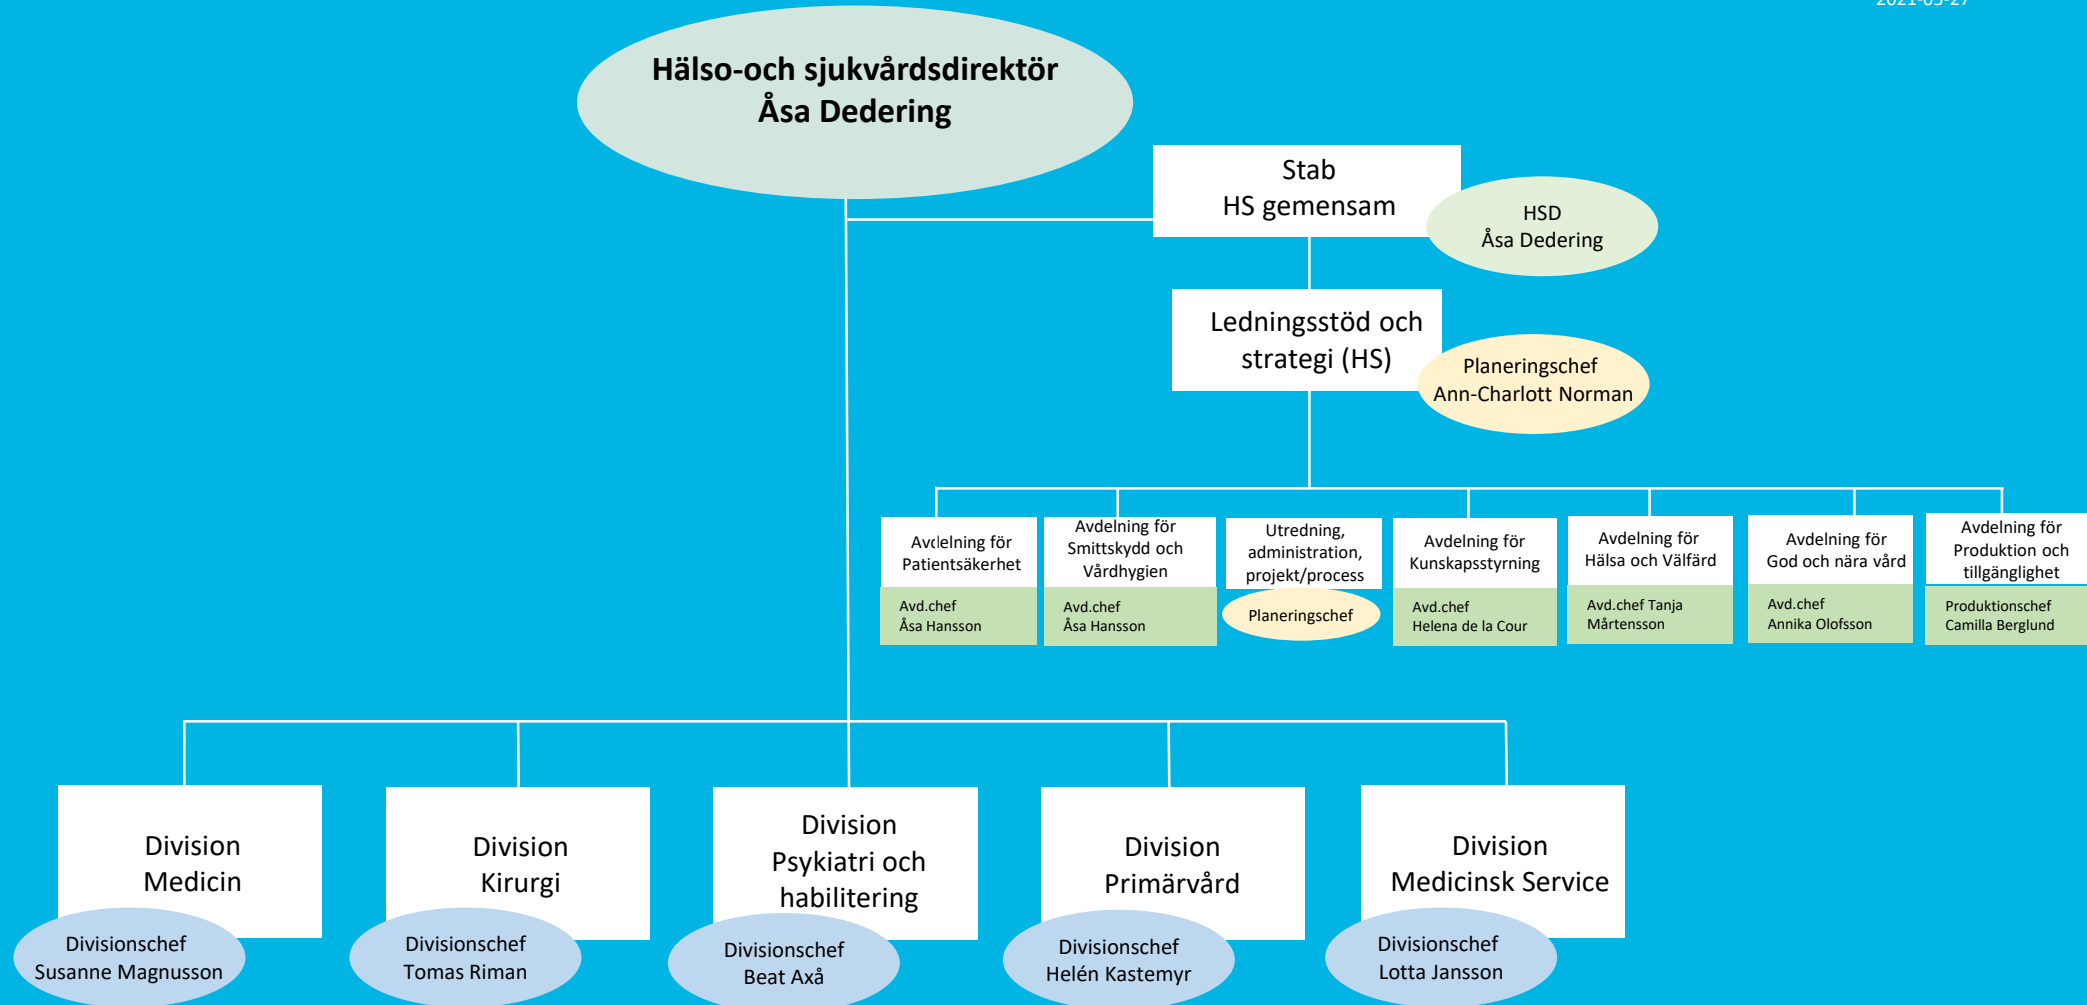 Hälso-och sjukvårdsdirektör
Åsa Dedering
Stab
HS gemensam
HSD
Åsa Dedering
Ledningsstöd och
strategi (HS)
Planeringschef
Ann-Charlott Norman
Avdelning för
Patientsäkerhet
Avd.chef
Åsa Hansson
Avdelning för
Smittskydd och
Vårdhygien
Avd.chef
Åsa Hansson
Utredning,
administration,
projekt/process
Planeringschef
Avdelning för
Kunskapsstyrning
Avd.chef
Helena de la Cour
Avdelning för
Hälsa och Välfärd
Avd.chef Tanja
Mårtensson
Avdelning för
God och nära vård
Avd.chef
Annika Olofsson
Avdelning för
Produktion och
tillgänglighet
Produktionschef
Camilla Berglund
Division
Medicin
Divisionschef
Susanne Magnusson
Division
Kirurgi
Divisionschef
Tomas Riman
Division
Psykiatri och
habilitering
Divisionschef
Beat Axå
Division
Primärvård
Divisionschef
Helén Kastemyr
Division
Medicinsk Service
Divisionschef
Lotta Jansson